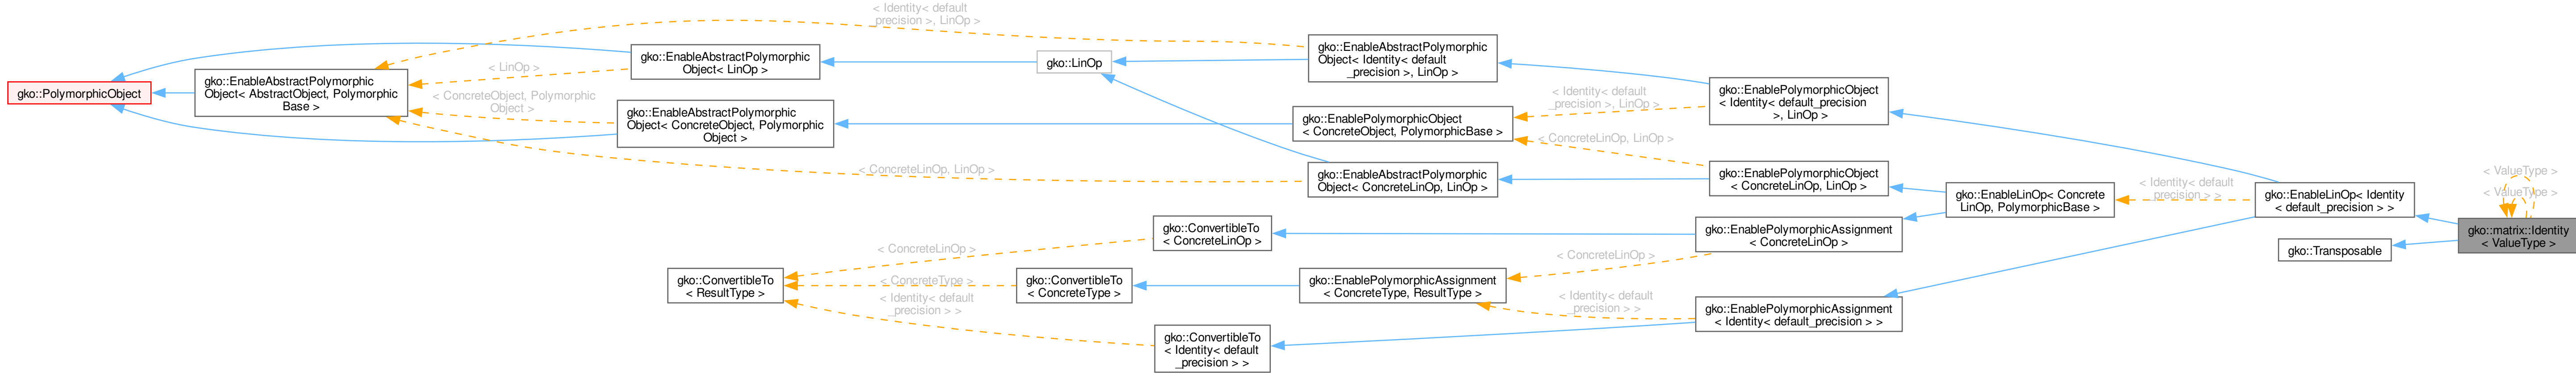 gko::PolymorphicObject
gko::EnableAbstractPolymorphic
Object< AbstractObject, Polymorphic
Base >
< Identity< default
_precision >, LinOp >
< LinOp >
< ConcreteObject, Polymorphic
Object >
< ConcreteLinOp, LinOp >
gko::EnableAbstractPolymorphic
Object< LinOp >
gko::EnableAbstractPolymorphic
Object< ConcreteObject, Polymorphic
Object >
gko::ConvertibleTo
< ResultType >
< ConcreteLinOp >
< ConcreteType >
< Identity< default
_precision > >
gko::LinOp
gko::ConvertibleTo
< ConcreteType >
gko::ConvertibleTo
< ConcreteLinOp >
gko::ConvertibleTo
< Identity< default
_precision > >
gko::EnableAbstractPolymorphic
Object< Identity< default
_precision >, LinOp >
gko::EnablePolymorphicObject
< ConcreteObject, PolymorphicBase >
gko::EnableAbstractPolymorphic
Object< ConcreteLinOp, LinOp >
gko::EnablePolymorphicAssignment
< ConcreteType, ResultType >
< Identity< default
_precision >, LinOp >
< ConcreteLinOp, LinOp >
< ConcreteLinOp >
< Identity< default
_precision > >
gko::EnablePolymorphicObject
< Identity< default_precision
>, LinOp >
gko::EnablePolymorphicObject
< ConcreteLinOp, LinOp >
gko::EnablePolymorphicAssignment
< ConcreteLinOp >
gko::EnablePolymorphicAssignment
< Identity< default_precision > >
gko::EnableLinOp< Concrete
LinOp, PolymorphicBase >
< Identity< default
_precision > >
gko::EnableLinOp< Identity
< default_precision > >
gko::Transposable
< ValueType >
< ValueType >
gko::matrix::Identity
< ValueType >